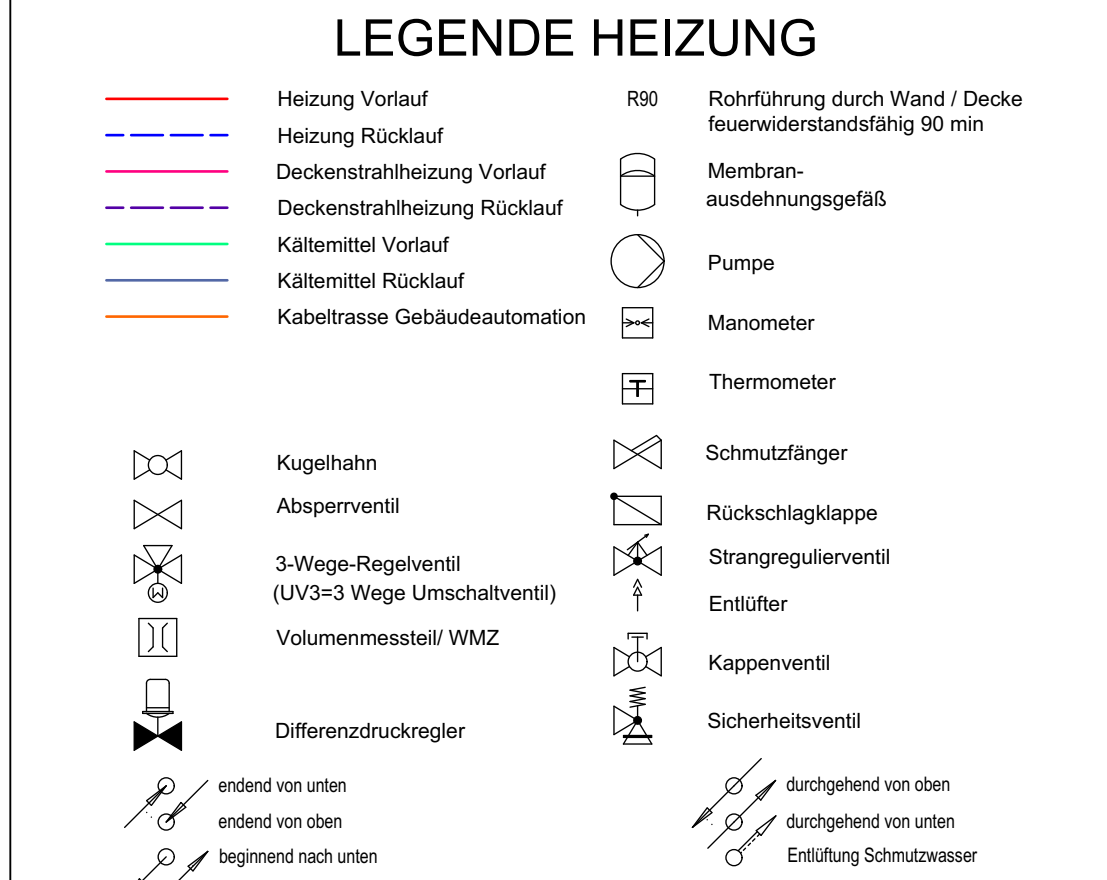 LEGENDE HEIZUNG
Heizung Vorlauf
Heizung Rücklauf
Deckenstrahlheizung Vorlauf
Deckenstrahlheizung Rücklauf
Kältemittel Vorlauf
Kältemittel Rücklauf
Kabeltrasse Gebäudeautomation
Kugelhahn
Absperrventil
3-Wege-Regelventil
(UV3=3 Wege Umschaltventil)
M
Volumenmessteil/ WMZ
Differenzdruckregler
endend von unten
endend von oben
beginnend nach unten
R90 Rohrführung durch Wand / Decke
feuerwiderstandsfähig 90 min
Membran-
ausdehnungsgefäß
Pumpe
Manometer
T Thermometer
Schmutzfänger
Rückschlagklappe
Strangregulierventil
Entlüfter
Kappenventil
Sicherheitsventil
durchgehend von oben
durchgehend von unten
Entlüftung Schmutzwasser